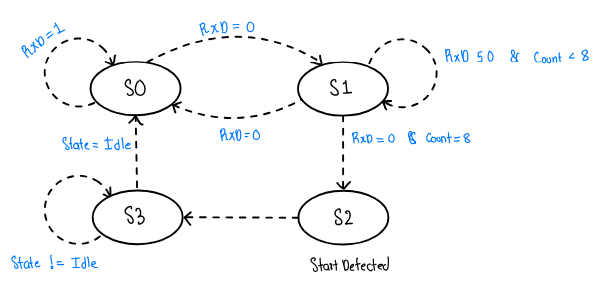 RxD = 1
RxD = 0
S0
S1
RxD 50 & Count < 8
RxD=0
RxD = 0 & Count=8
State = Idle
S3
S2
State != Idle
Start Detected